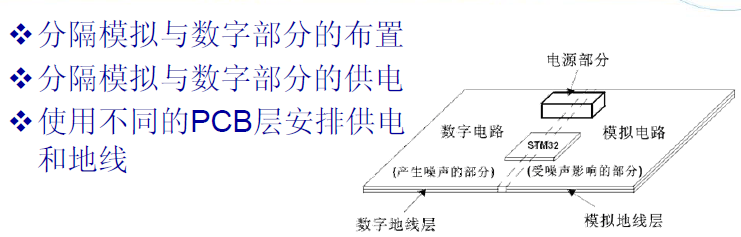 ❖分隔模拟与数字部分的布置
❖分隔模拟与数字部分的供电
❖使用不同的PCB层安排供电
和地线
电源部分
数字电路
模拟电路
STM32
(产生噪声的部分)
(受噪声影响的部分)
数字地线层
模拟地线层